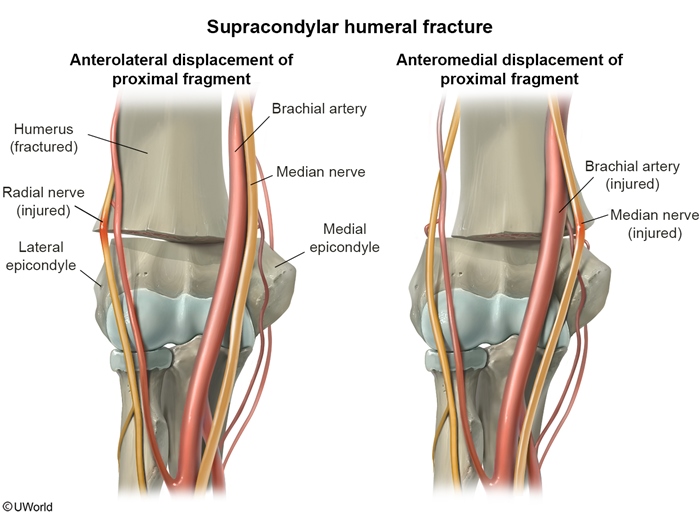 Supracondylar humeral fracture
Anterolateral displacement of
proximal fragment
Humerus
(fractured)
Radial nerve
(injured)
Lateral
epicondyle
Brachial artery
Median nerve
Medial
epicondyle
Anteromedial displacement of
proximal fragment
Brachial artery
(injured)
Median nerve
(injured)
©UWorld